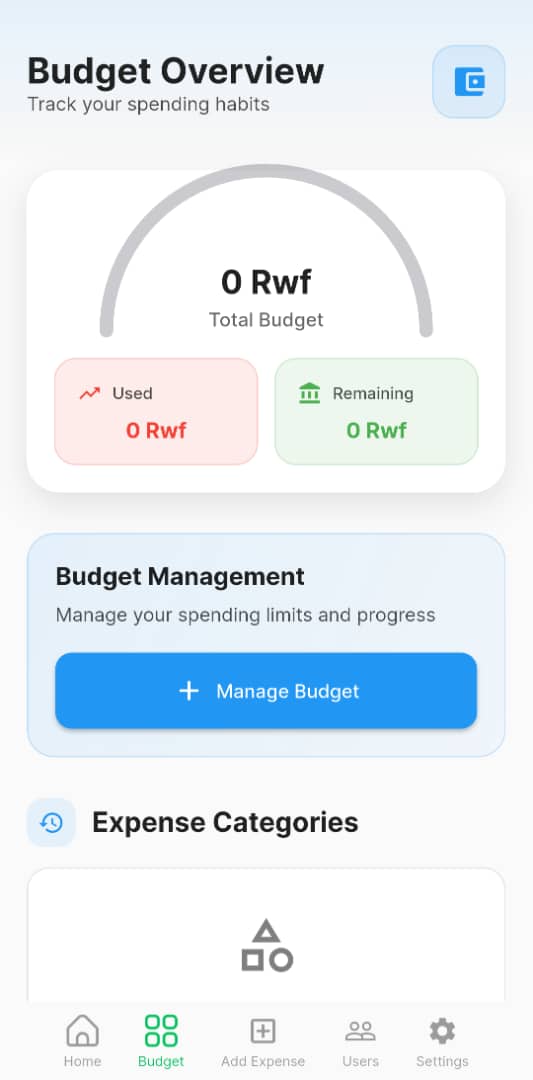 Budget Overview
Track your spending habits
0 Rwf
Total Budget
Used
0 Rwf
Remaining
0 Rwf
Budget Management
Manage your spending limits and progress
+ Manage Budget
Expense Categories
Home
Budget
Add Expense
Users
Settings